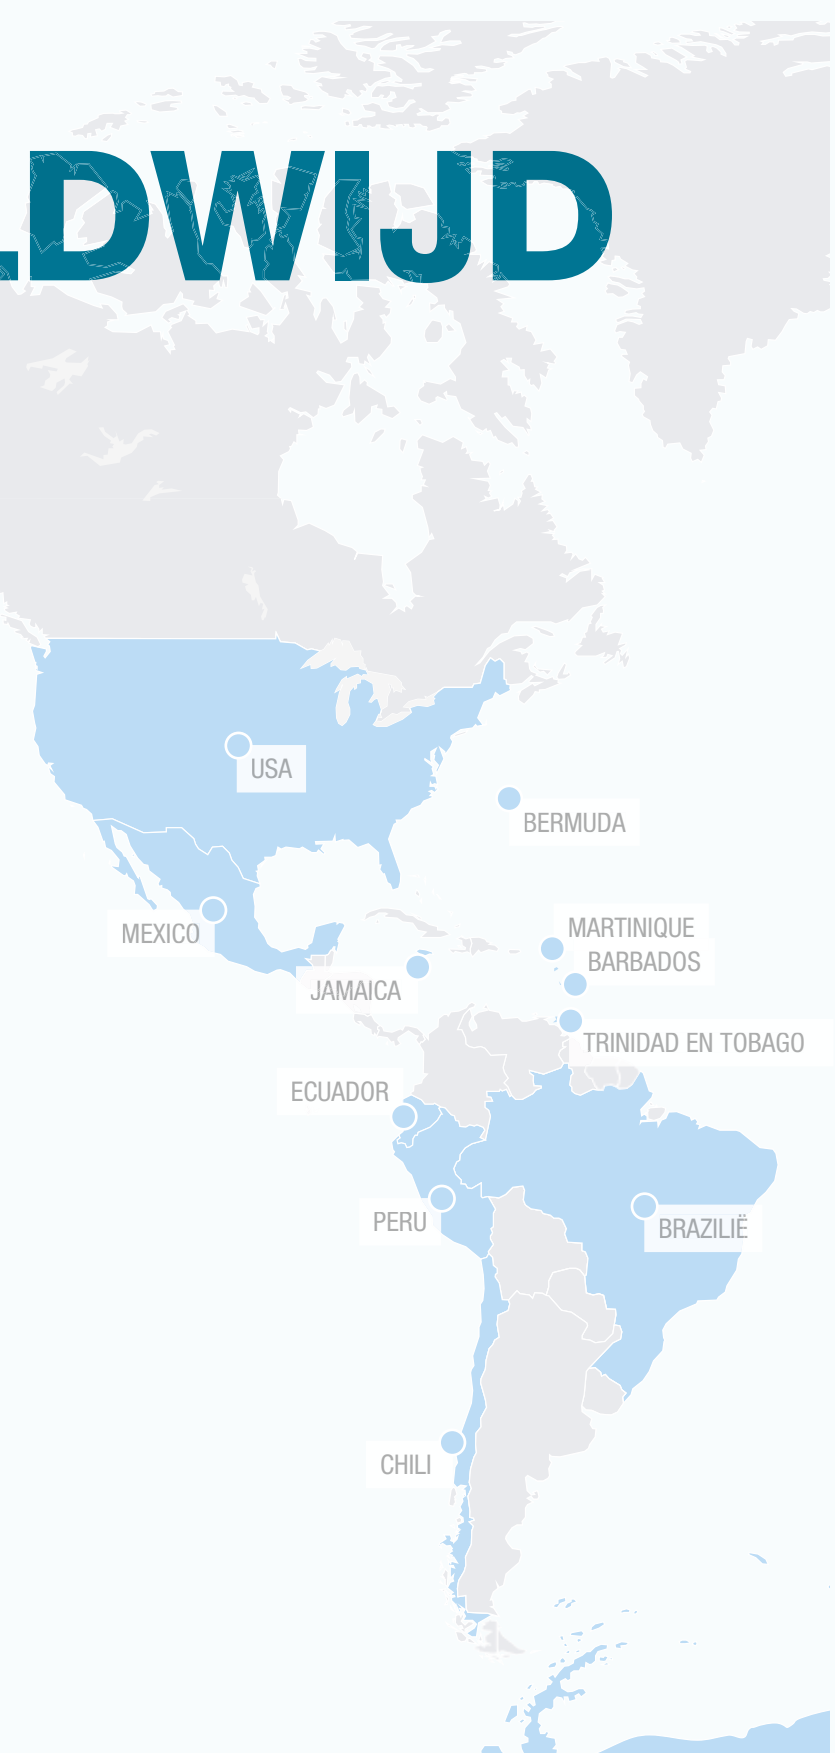 LDWIJD
USA
BERMUDA
MEXICO
MARTINIQUE
BARBADOS
JAMAICA
TRINIDAD EN TOBAGO
ECUADOR
PERU
BRAZILIË
CHILI